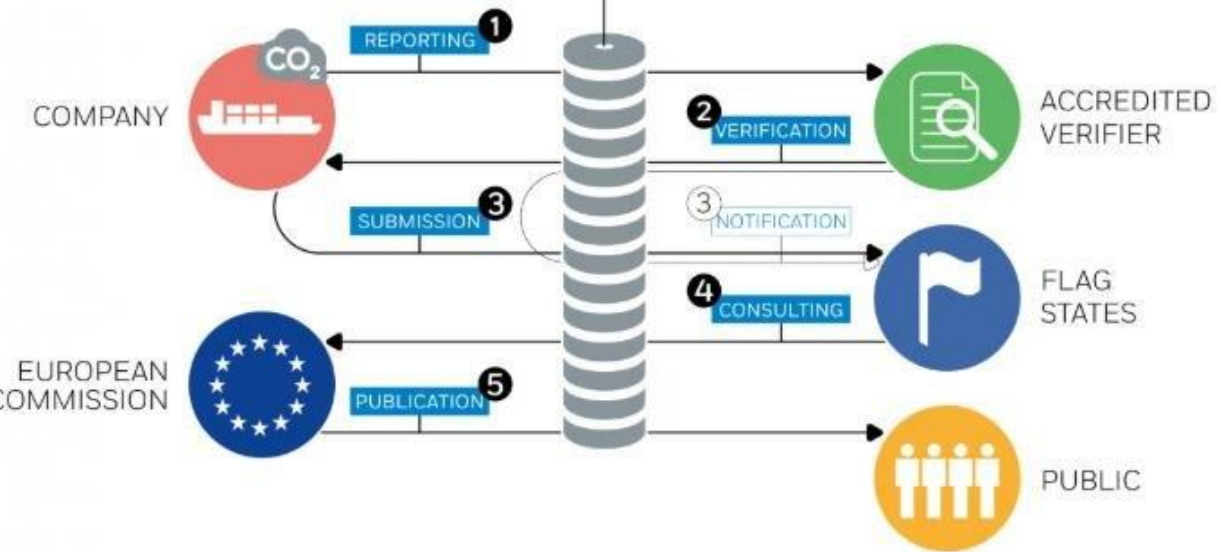 REPORTING 1
CO2
COMPANY
ACCREDITED
VERIFIER
2 VERIFICATION
SUBMISSION 3
3 NOTIFICATION
FLAG
STATES
4 CONSULTING
EUROPEAN
COMMISSION
PUBLICATION 5
PUBLIC